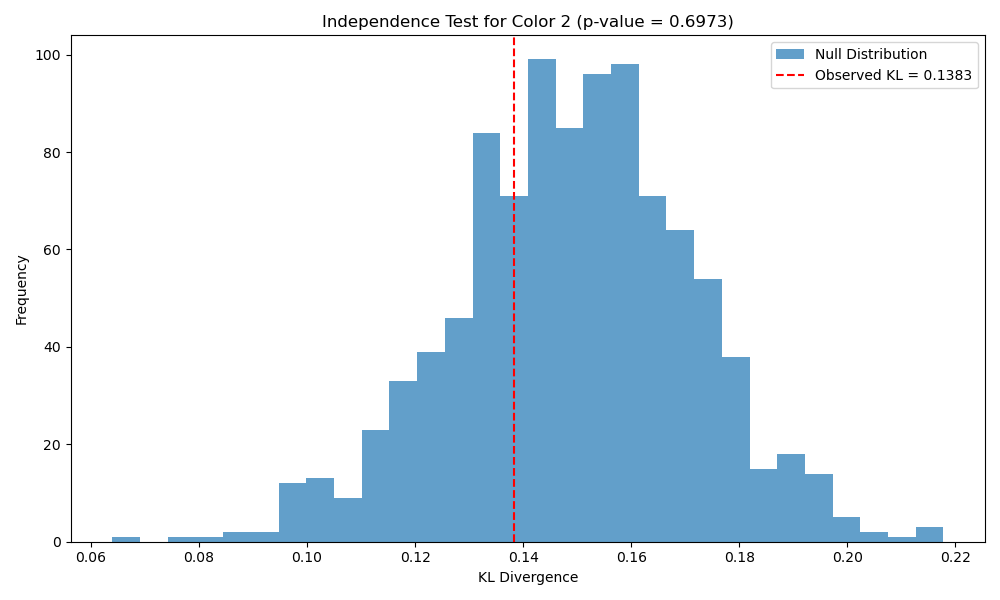 Independence Test for Color 2 (p-value = 0.6973)
Null Distribution
Observed KL = 0.1383
Frequency
100
80
60
40
20
0
0.06 0.08 0.10 0.12 0.14 0.16 0.18 0.20 0.22
KL Divergence